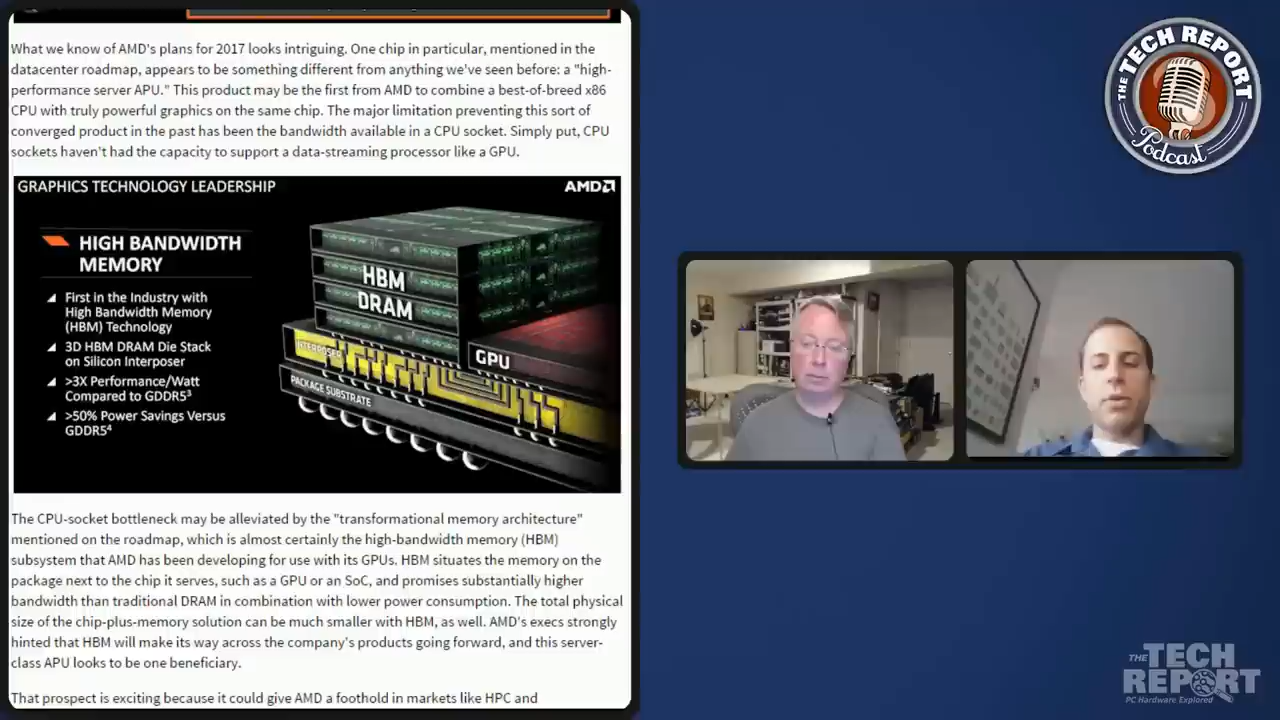 What we know of AMD's plans for 2017 looks intriguing. One chip in particular, mentioned in the
datacenter roadmap, appears to be something different from anything we've seen before: a "high-
performance server APU." This product may be the first from AMD to combine a best-of-breed x86
CPU with truly powerful graphics on the same chip. The major limitation preventing this sort of
converged product in the past has been the bandwidth available in a CPU socket. Simply put, CPU
sockets haven't had the capacity to support a data-streaming processor like a GPU.
GRAPHICS TECHNOLOGY LEADERSHIP
AMD
HIGH BANDWIDTH
MEMORY
First in the Industry with
High Bandwidth Memory
(HBM) Technology
3D HBM DRAM Die Stack
on Silicon Interposer
>3X Performance/Watt
Compared to GDDR5³
>50% Power Savings Versus
GDDR5⁴
HBM
DRAM
GPU
INTERPOSER
PACKAGE SUBSTRATE
The CPU-socket bottleneck may be alleviated by the "transformational memory architecture"
mentioned on the roadmap, which is almost certainly the high-bandwidth memory (HBM)
subsystem that AMD has been developing for use with its GPUs. HBM situates the memory on the
package next to the chip it serves, such as a GPU or an SoC, and promises substantially higher
bandwidth than traditional DRAM in combination with lower power consumption. The total physical
size of the chip-plus-memory solution can be much smaller with HBM, as well. AMD's execs strongly
hinted that HBM will make its way across the company's products going forward, and this server-
class APU looks to be one beneficiary.
That prospect is exciting because it could give AMD a foothold in markets like HPC and
THE TECH REPORT
Podcast
THE
TECH
REPORT
PC Hardware Explored